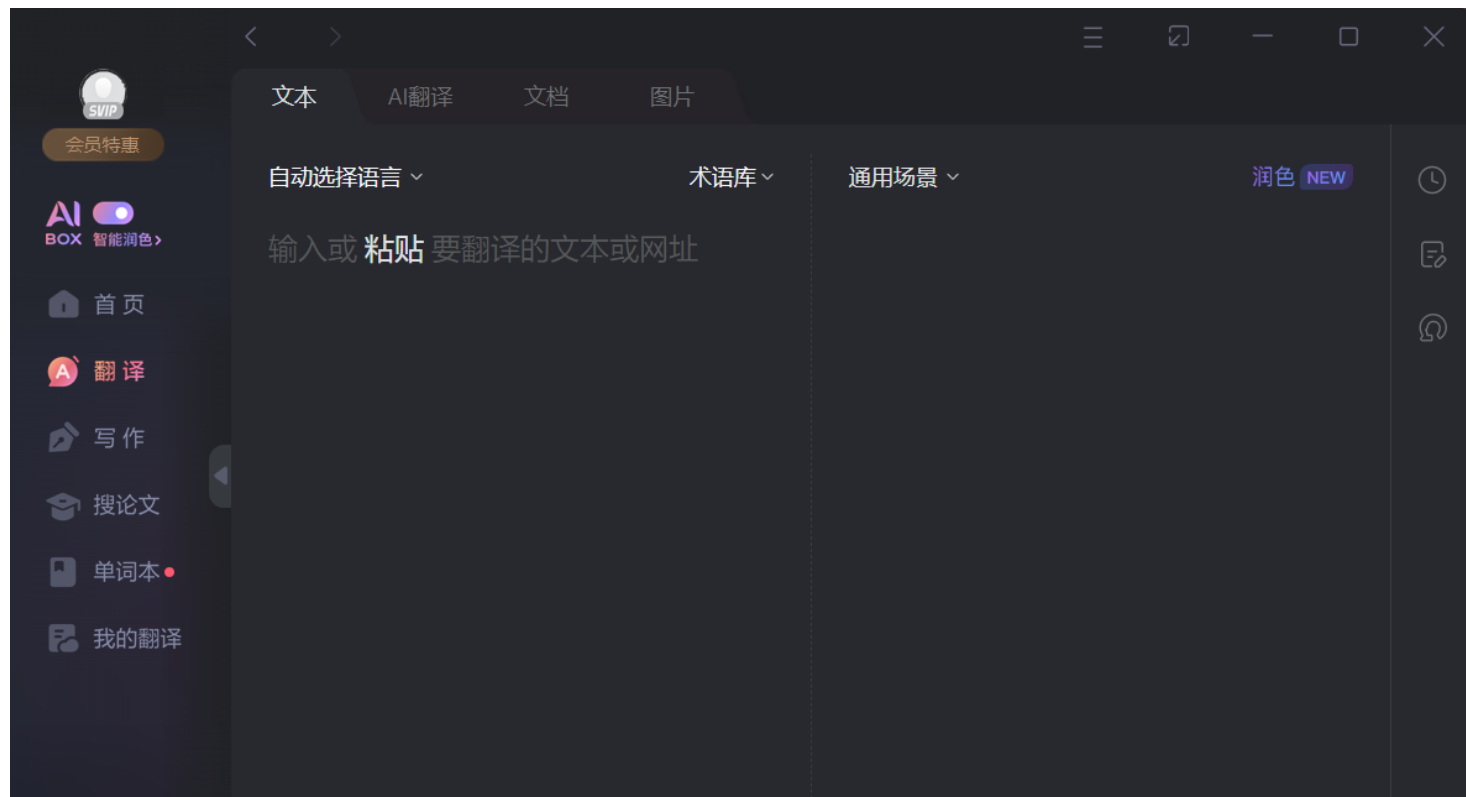 SVIP
会员特惠
AI
BOX 智能润色>
首页
翻译
写作
搜论文
单词本
我的翻译
文本 AI翻译 文档 图片
自动选择语言 术语库 通用场景 润色 NEW
输入或 粘贴 要翻译的文本或网址